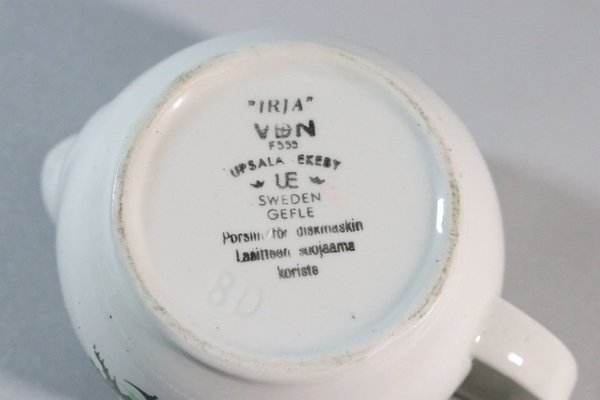 "IRJA"
VDN
F555
UPSALA-EKEBY
UE
SWEDEN
GEFLE
Porslin för diskmaskin
Lasitteen suojaama
koriste
8D